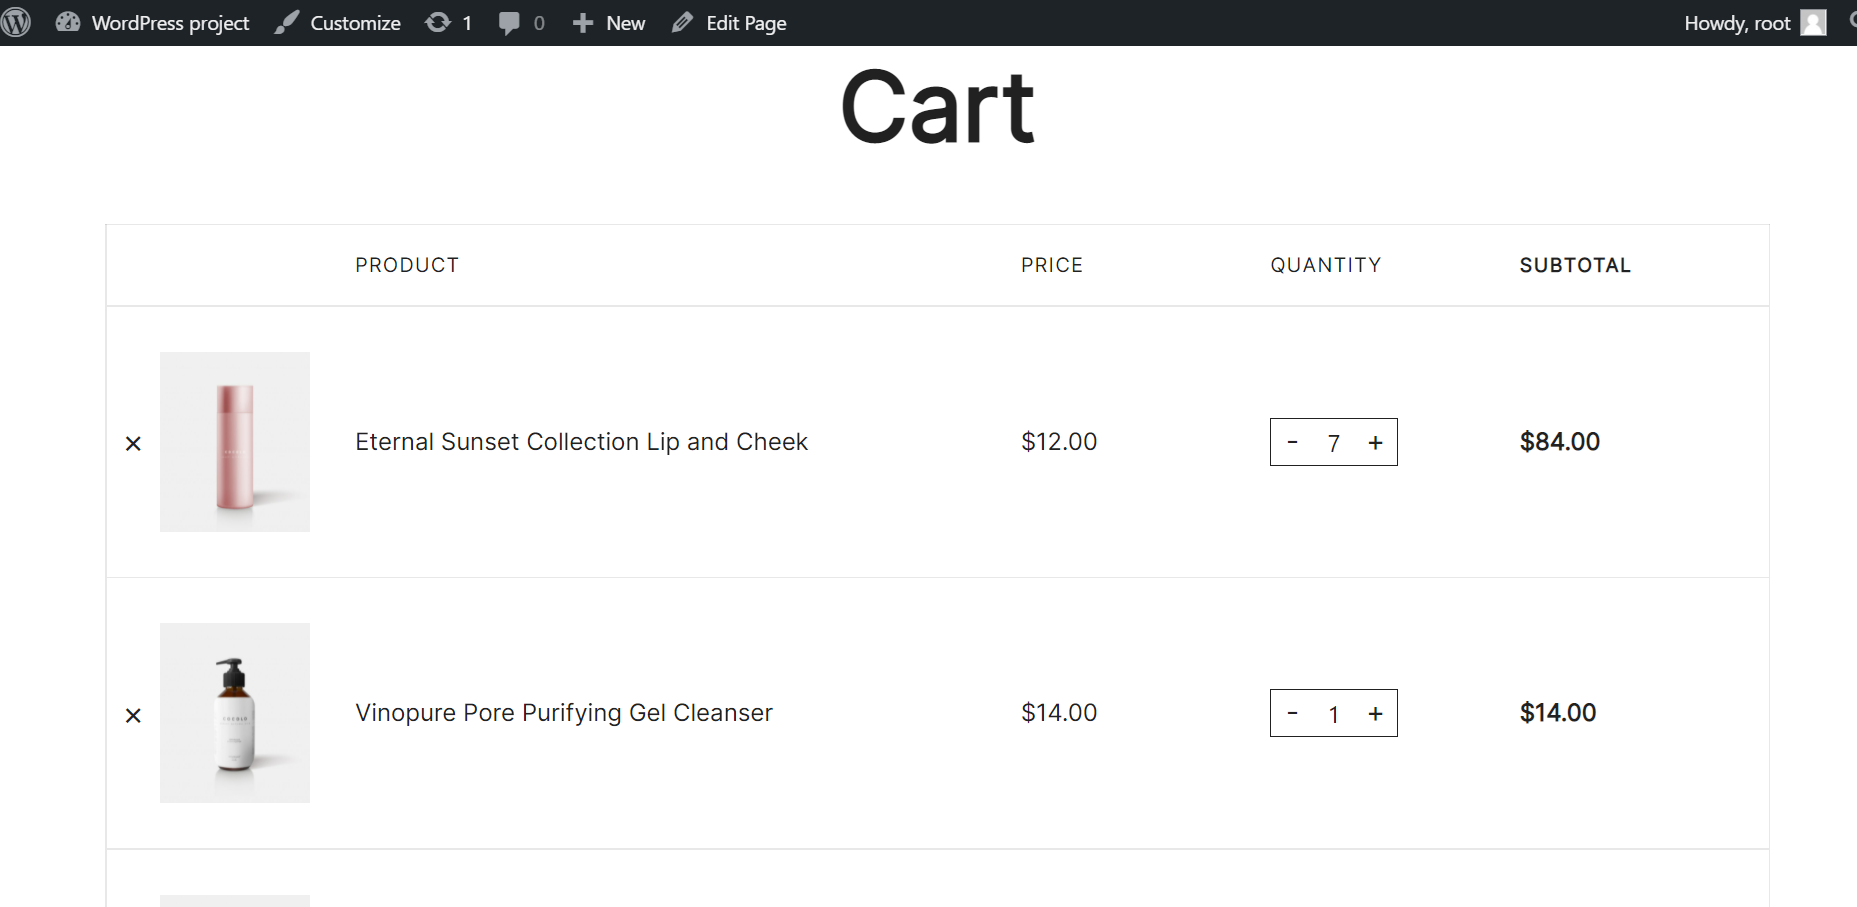 WordPress project Customize 1 0 New Edit Page Howdy, root
Cart
PRODUCT PRICE QUANTITY SUBTOTAL
× Eternal Sunset Collection Lip and Cheek $12.00 - 7 + $84.00
× Vinopure Pore Purifying Gel Cleanser $14.00 - 1 + $14.00